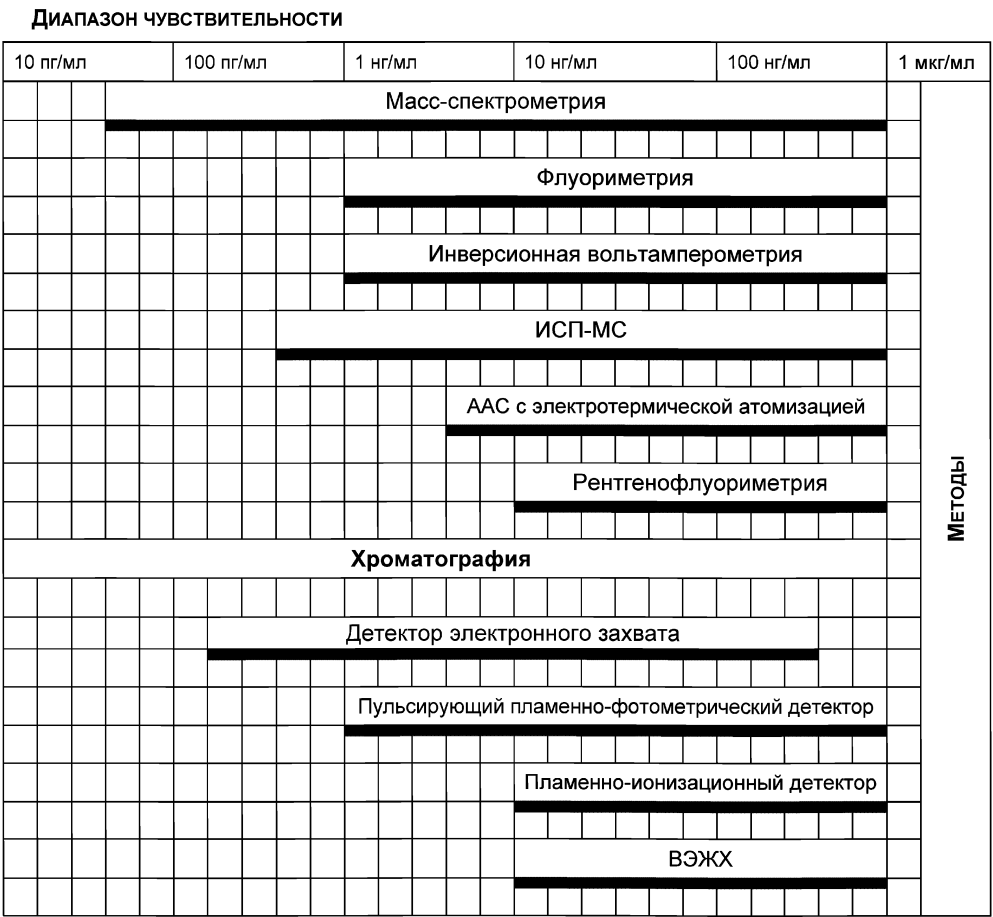 ДИАПАЗОН ЧУВСТВИТЕЛЬНОСТИ
10 пг/мл 100 пг/мл 1 нг/мл 10 нг/мл 100 нг/мл 1 мкг/мл
Масс-спектрометрия
Флуориметрия
Инверсионная вольтамперометрия
ИСП-МС
ААС с электротермической атомизацией
Рентгенофлуориметрия
Хроматография
Детектор электронного захвата
Пульсирующий пламенно-фотометрический детектор
Пламенно-ионизационный детектор
ВЭЖХ
МЕТОДЫ